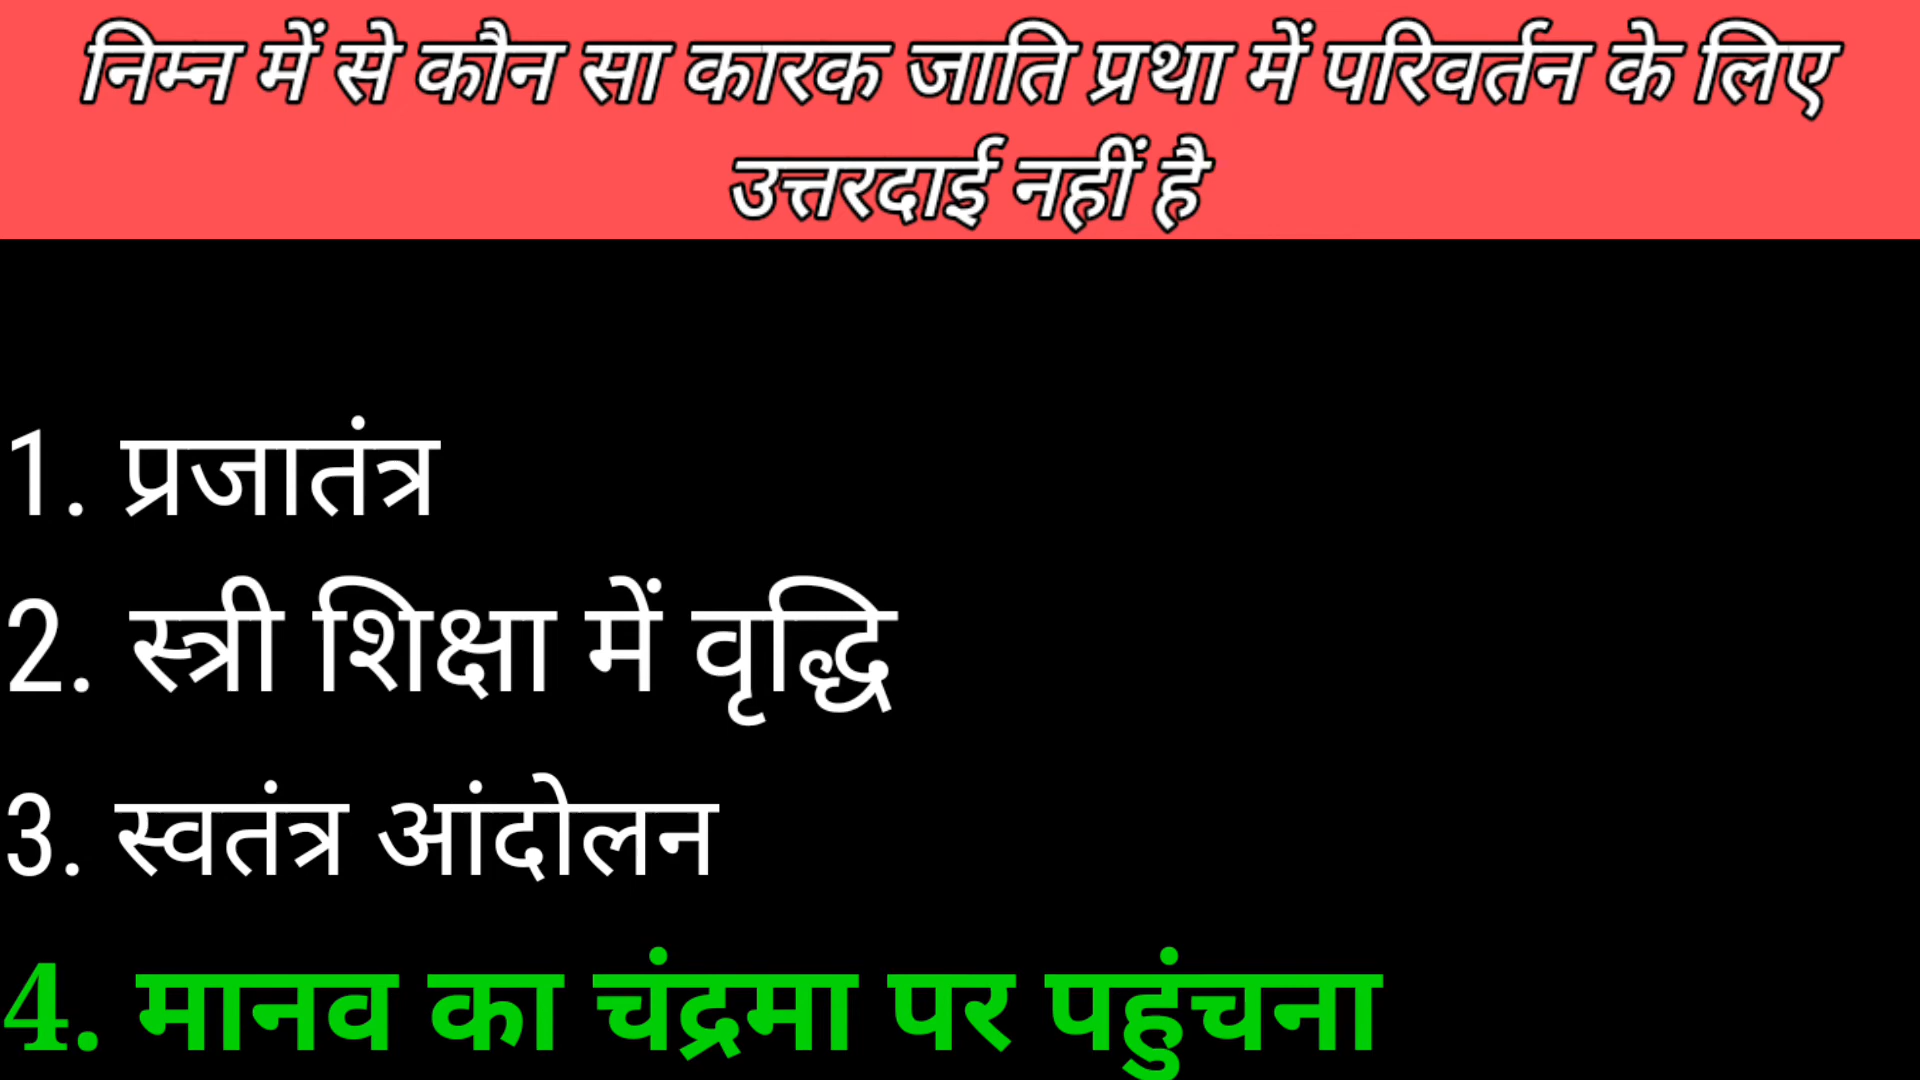 निम्न में से कौन सा कारक जाति प्रथा में परिवर्तन के लिए
उत्तरदाई नहीं है
1. प्रजातंत्र
2. स्त्री शिक्षा में वृद्धि
3. स्वतंत्र आंदोलन
4. मानव का चंद्रमा पर पहुंचना